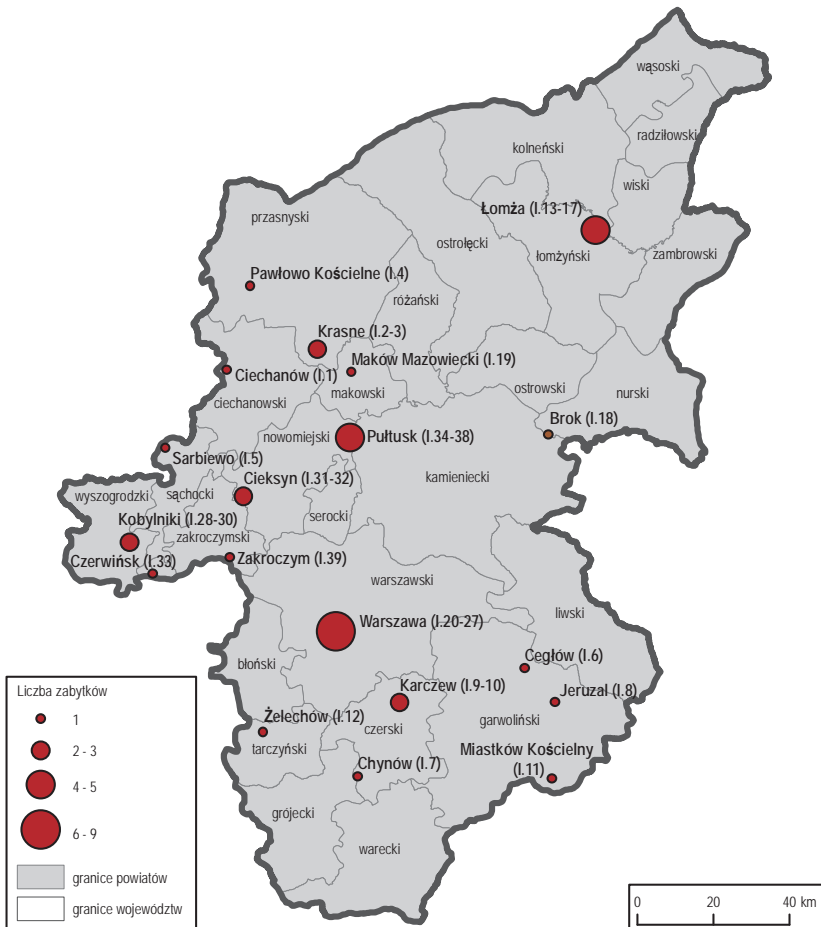 wąsoski
radziłowski
kolneński
wiski
Łomża (I.13-17)
przasnyski
ostrołęcki
łomżyński
zambrowski
Pawłowo Kościelne (I.4)
różański
Krasne (I.2-3)
Maków Mazowiecki (I.19)
Ciechanów (I.1)
ostrowski
nurski
makowski
ciechanowski
Brok (I.18)
nowomiejski
Pułtusk (I.34-38)
Sarbiewo (I.5)
kamieniecki
Cieksyn (I.31-32)
wyszogrodzki
sąchocki
serocki
Kobylniki (I.28-30)
zakroczymski
Czerwińsk (I.33)
Zakroczym (I.39)
warszawski
liwski
Warszawa (I.20-27)
błoński
Cegłów (I.6)
Karczew (I.9-10)
Jeruzal (I.8)
Żelechów (I.12)
garwoliński
czerski
tarczyński
Miastków Kościelny
(I.11)
Chynów (I.7)
grójecki
warecki
Liczba zabytków
1
2 - 3
4 - 5
6 - 9
granice powiatów
granice województw
0 20 40 km